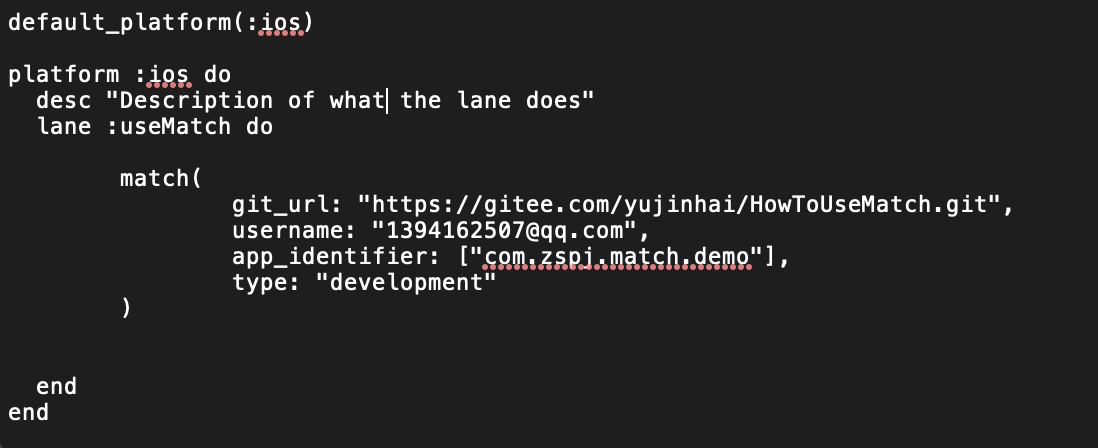 default_platform(:ios)
platform :ios do
desc "Description of what the lane does"
lane :useMatch do
match(
git_url: "https://gitee.com/yujinhai/HowToUseMatch.git",
username: "1394162507@qq.com",
app_identifier: ["com.zspj.match.demo"],
type: "development"
)
end
end